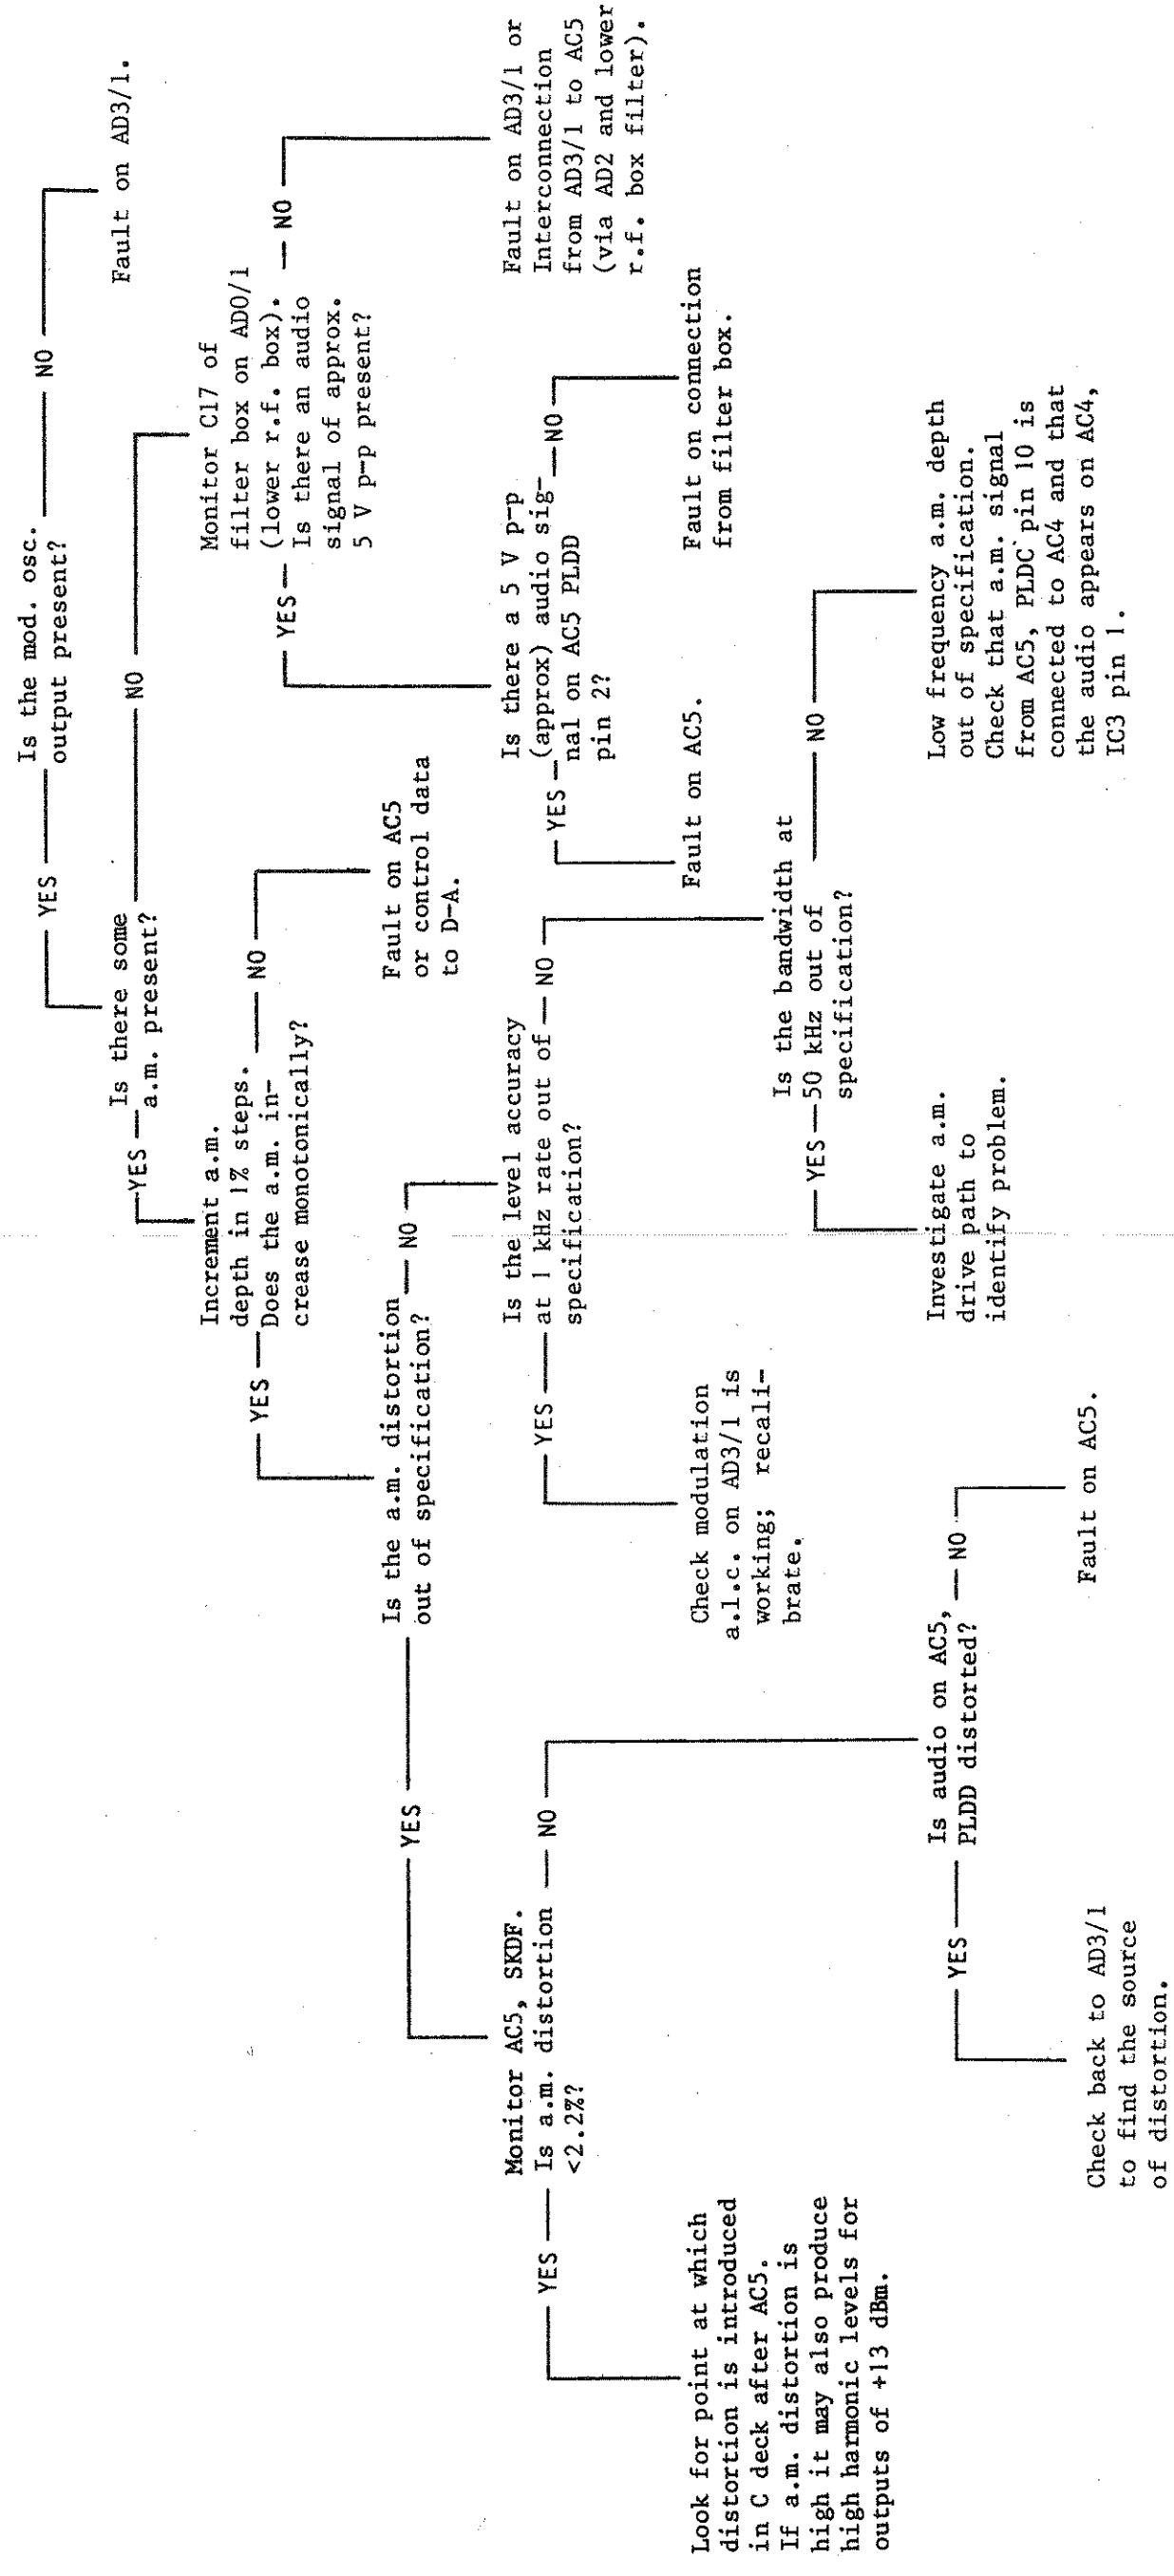 Is the mod. osc.
output present?
YES
NO
Is there some
a.m. present?
Fault on AD3/1.
YES
NO
Increment a.m.
depth in 1% steps.
Does the a.m. in-
crease monotonically?
Monitor C17 of
filter box on AD0/1
(lower r.f. box).
Is there an audio
signal of approx.
5 V p-p present?
YES
NO
YES
NO
Is the a.m. distortion
out of specification?
Fault on AC5
or control data
to D-A.
Is there a 5 V p-p
(approx) audio sig-
nal on AC5 PLDD
pin 2?
Fault on AD3/1 or
Interconnection
from AD3/1 to AC5
(via AD2 and lower
r.f. box filter).
YES
NO
YES
NO
Monitor AC5, SKDF.
Is a.m. distortion
<2.2%?
Is the level accuracy
at 1 kHz rate out of
specification?
Fault on AC5.
Fault on connection
from filter box.
YES
NO
YES
NO
Look for point at which
distortion is introduced
in C deck after AC5.
If a.m. distortion is
high it may also produce
high harmonic levels for
outputs of +13 dBm.
Check modulation
a.l.c. on AD3/1 is
working; recali-
brate.
Is the bandwidth at
50 kHz out of
specification?
YES
NO
Is audio on AC5,
PLDD distorted?
Investigate a.m.
drive path to
identify problem.
Low frequency a.m. depth
out of specification.
Check that a.m. signal
from AC5, PLDC pin 10 is
connected to AC4 and that
the audio appears on AC4,
IC3 pin 1.
YES
NO
Check back to AD3/1
to find the source
of distortion.
Fault on AC5.